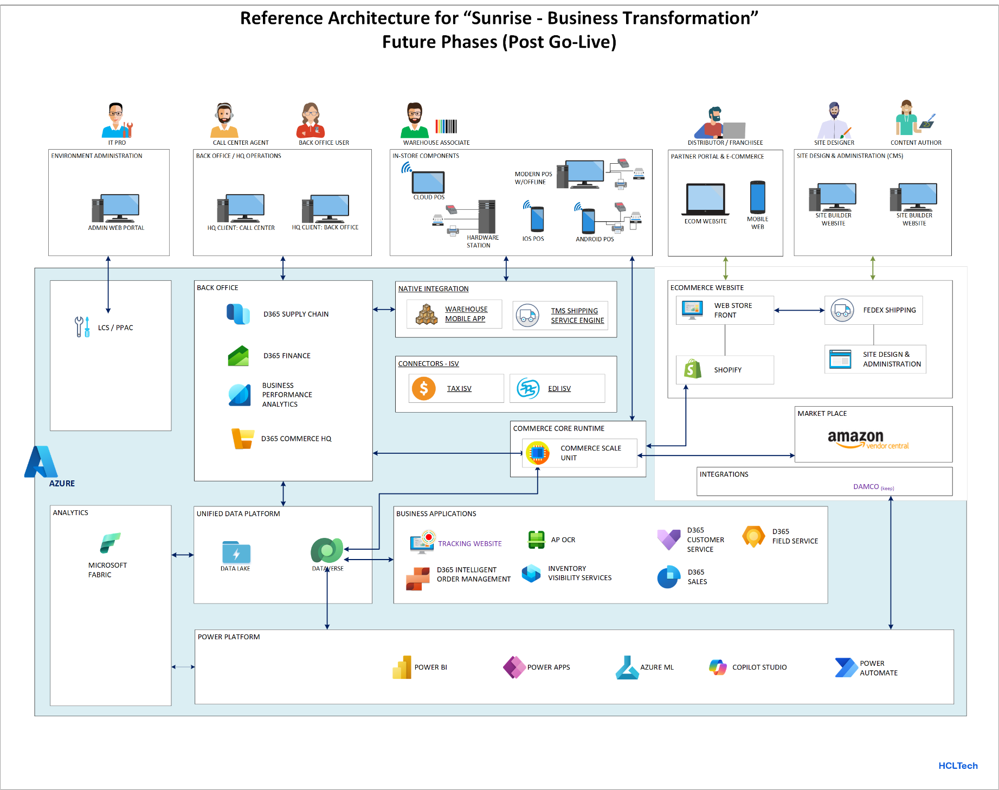 Reference Architecture for “Sunrise - Business Transformation”
Future Phases (Post Go-Live)
IT PRO
CALL CENTER AGENT
BACK OFFICE USER
WAREHOUSE ASSOCIATE
DISTRIBUTOR / FRANCHISEE
SITE DESIGNER
CONTENT AUTHOR
ENVIRONMENT ADMINISTRATION
ADMIN WEB PORTAL
BACK OFFICE / HQ OPERATIONS
HQ CLIENT: CALL CENTER
HQ CLIENT: BACK OFFICE
IN-STORE COMPONENTS
CLOUD POS
MODERN POS
W/OFFLINE
HARDWARE
STATION
IOS POS
ANDROID POS
PARTNER PORTAL & E-COMMERCE
ECOM WEBSITE
MOBILE
WEB
SITE DESIGN & ADMINISTRATION (CMS)
SITE BUILDER
WEBSITE
SITE BUILDER
WEBSITE
LCS / PPAC
BACK OFFICE
D365 SUPPLY CHAIN
D365 FINANCE
BUSINESS
PERFORMANCE
ANALYTICS
D365 COMMERCE HQ
NATIVE INTEGRATION
WAREHOUSE
MOBILE APP
TMS SHIPPING
SERVICE ENGINE
CONNECTORS - ISV
TAX ISV
SPS
EDI ISV
COMMERCE CORE RUNTIME
COMMERCE SCALE
UNIT
ECOMMERCE WEBSITE
WEB STORE
FRONT
FEDEX SHIPPING
SHOPIFY
SITE DESIGN &
ADMINISTRATION
MARKET PLACE
amazon
vendor central
INTEGRATIONS
DAMCO (keep)
AZURE
ANALYTICS
MICROSOFT
FABRIC
UNIFIED DATA PLATFORM
DATA LAKE
DATAVERSE
BUSINESS APPLICATIONS
TRACKING WEBSITE
AP OCR
D365
CUSTOMER
SERVICE
D365
FIELD SERVICE
D365 INTELLIGENT
ORDER MANAGEMENT
INVENTORY
VISIBILITY SERVICES
D365
SALES
POWER PLATFORM
POWER BI
POWER APPS
AZURE ML
COPILOT STUDIO
POWER
AUTOMATE
HCLTech